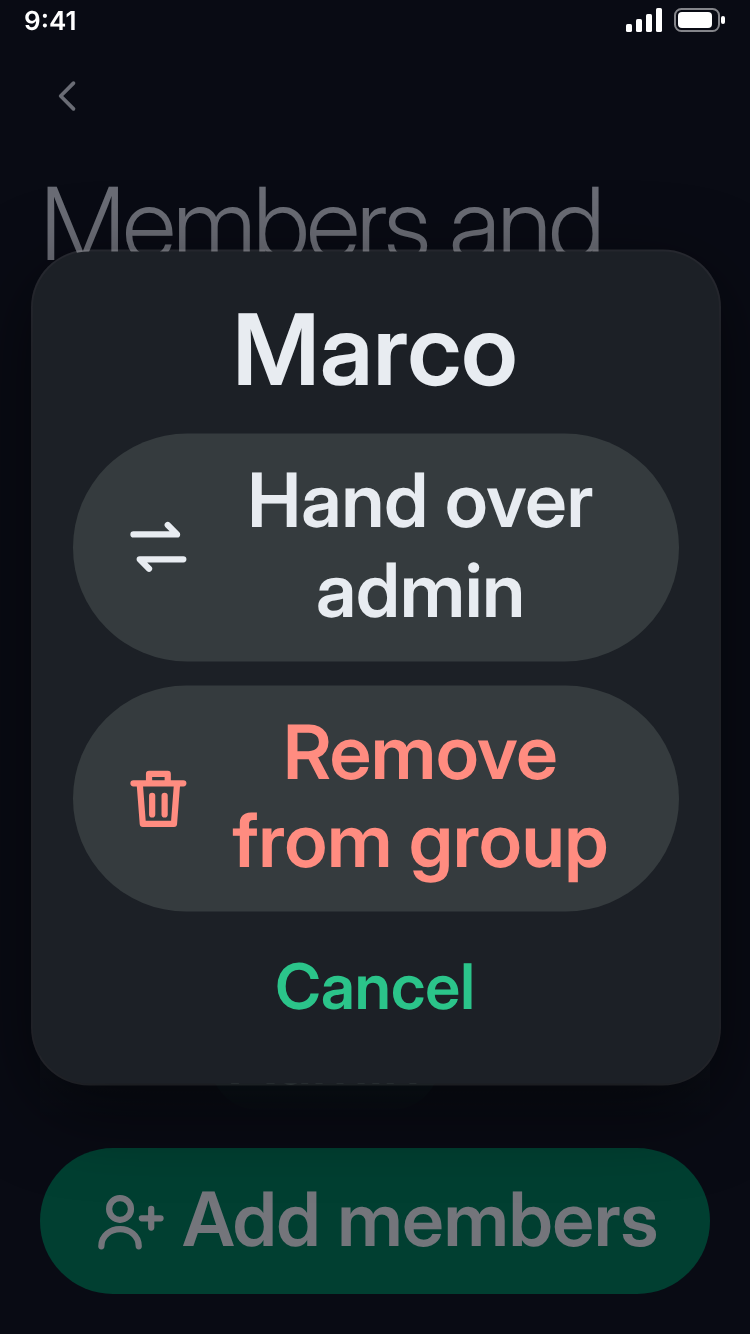 9:41
Members and
Marco
Hand over
admin
Remove
from group
Cancel
Add members